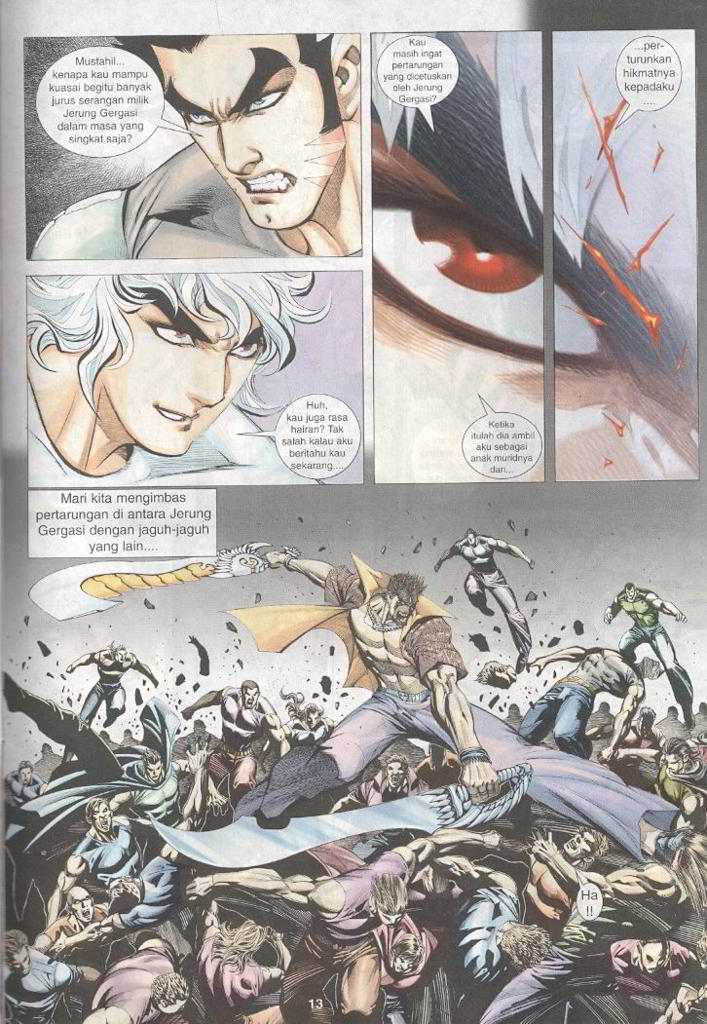 Mustahil...
kenapa kau mampu
kuasai begitu banyak
jurus serangan milik
Jerung Gergasi
dalam masa yang
singkat saja?
Huh,
kau juga rasa
hairan? Tak
salah kalau aku
beritahu kau
sekarang....
Kau
masih ingat
pertarungan
yang dicetuskan
oleh Jerung
Gergasi?
Ketika
itulah dia ambil
aku sebagai
anak muridnya
dan...
...per-
turunkan
hikmatnya
kepadaku
....
Mari kita mengimbas
pertarungan di antara Jerung
Gergasi dengan jaguh-jaguh
yang lain....
Ha
!!
13